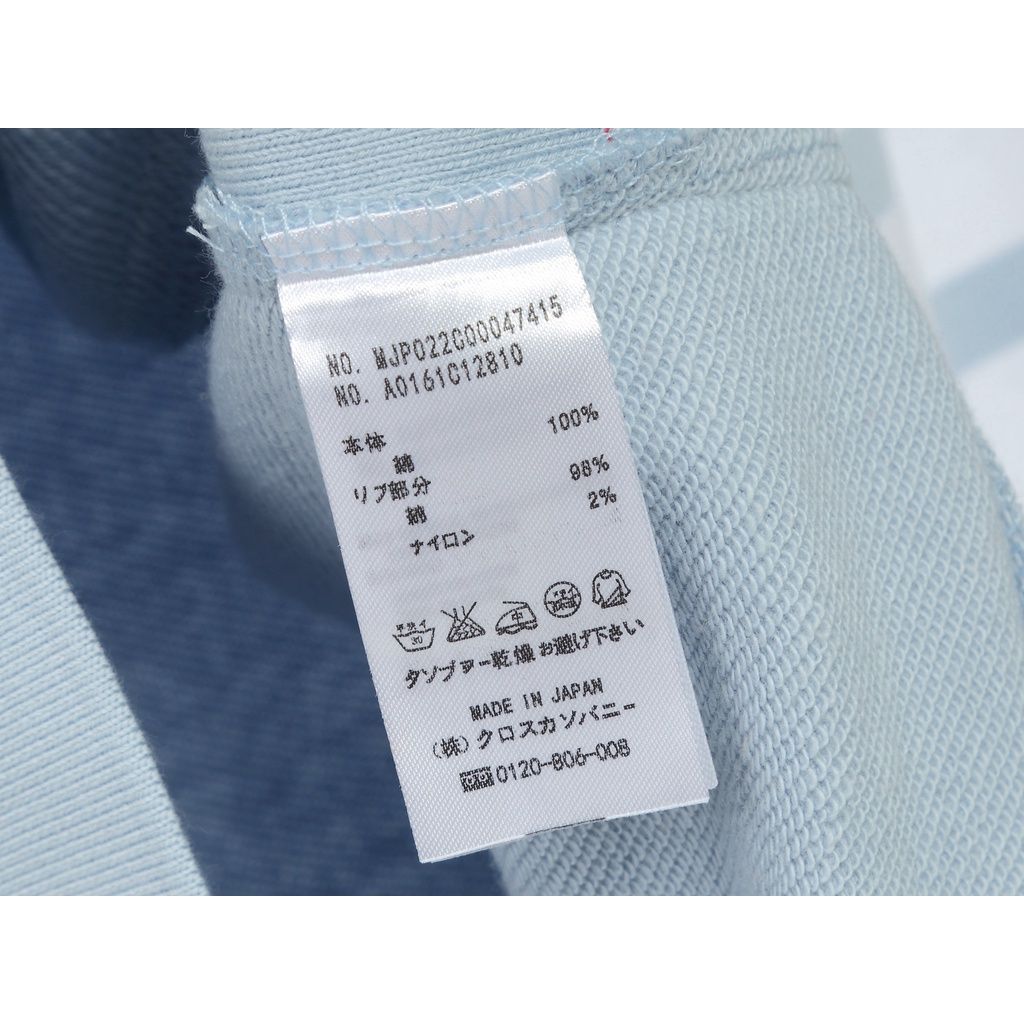 NO. MJP022C00047415
NO. A0161C12810
本体
綿 100%
リブ部分
綿 98%
ナイロン 2%
タンブラー乾燥お避け下さい
MADE IN JAPAN
(株)クロスカンパニー
0120-806-008